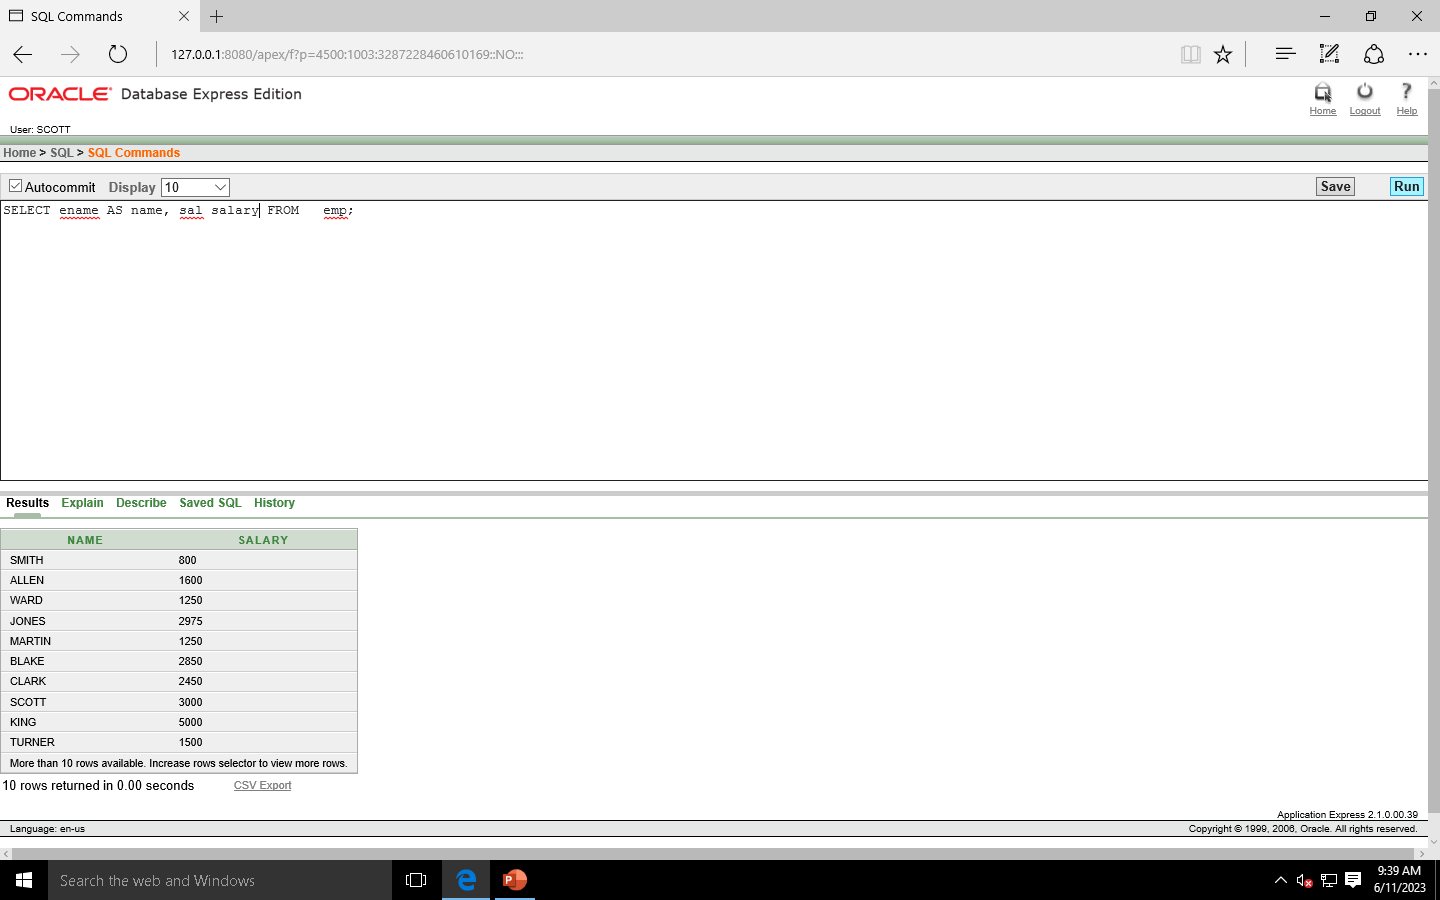 SQL Commands
127.0.0.1:8080/apex/f?p=4500:1003:3287228460610169::NO:::
ORACLE Database Express Edition
Home Logout Help
User: SCOTT
Home > SQL > SQL Commands
Autocommit Display 10 Save Run
SELECT ename AS name, sal salary FROM   emp;
Results Explain Describe Saved SQL History
NAME SALARY
SMITH 800
ALLEN 1600
WARD 1250
JONES 2975
MARTIN 1250
BLAKE 2850
CLARK 2450
SCOTT 3000
KING 5000
TURNER 1500
More than 10 rows available. Increase rows selector to view more rows.
10 rows returned in 0.00 seconds CSV Export
Application Express 2.1.0.00.39
Language: en-us Copyright © 1999, 2006, Oracle. All rights reserved.
Search the web and Windows
9:39 AM
6/11/2023